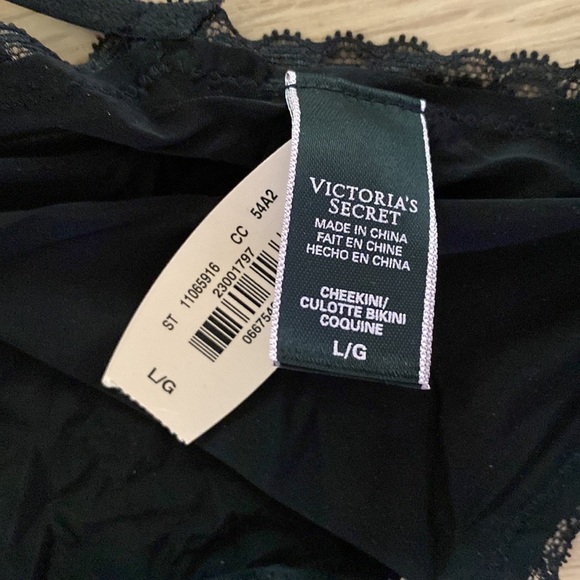 VICTORIA'S
SECRET
MADE IN CHINA
FAIT EN CHINE
HECHO EN CHINA
CHEEKINI/
CULOTTE BIKINI
COQUINE
L/G
ST 11065916 CC 54A2
23001797
L/G